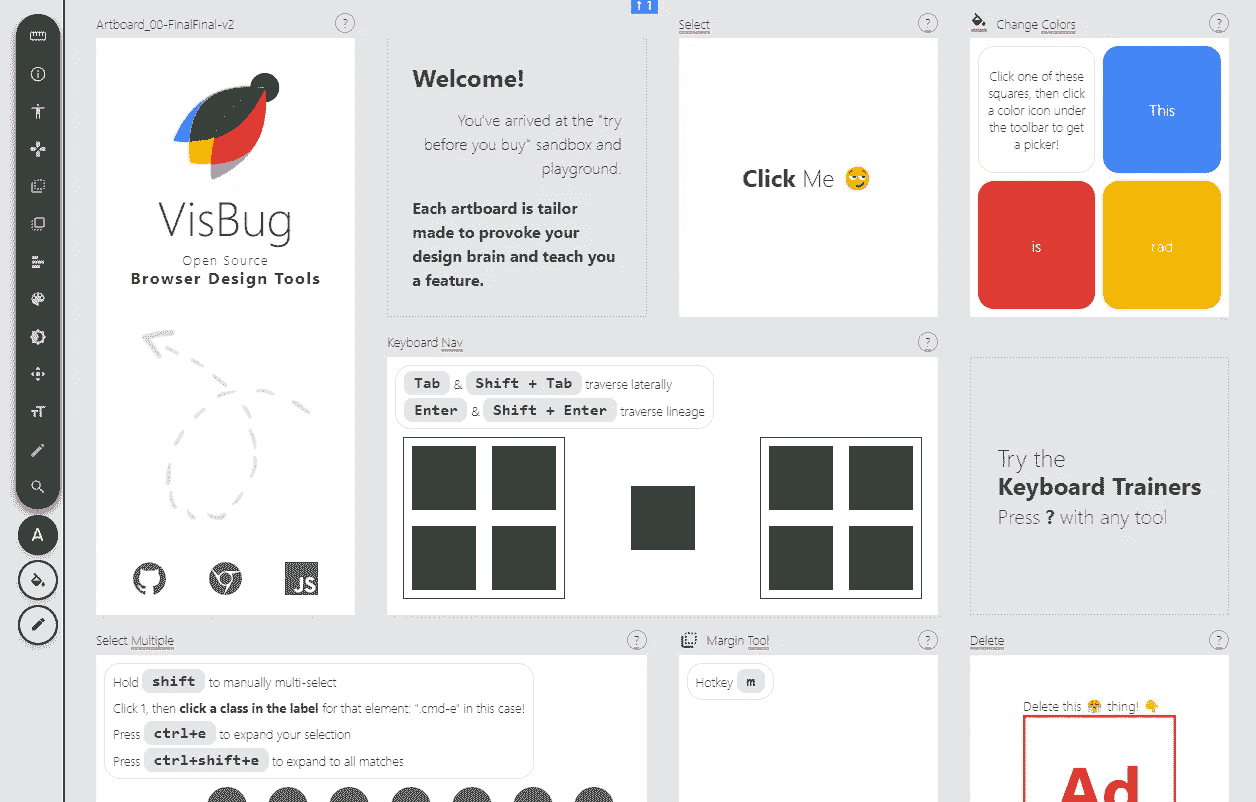 ↑ 1
Artboard_00-FinalFinal-v2 ?
VisBug
Open Source
Browser Design Tools
JS
Welcome!
You've arrived at the "try
before you buy" sandbox and
playground.
Each artboard is tailor
made to provoke your
design brain and teach you
a feature.
Select ?
Click Me 😏
Change Colors ?
Click one of these
squares, then click
a color icon under
the toolbar to get
a picker!
This
is
rad
Keyboard Nav ?
Tab & Shift + Tab traverse laterally
Enter & Shift + Enter traverse lineage
Try the
Keyboard Trainers
Press ? with any tool
Select Multiple ?
Hold shift to manually multi-select
Click 1, then click a class in the label for that element: ".cmd-e" in this case!
Press ctrl+e to expand your selection
Press ctrl+shift+e to expand to all matches
Margin Tool ?
Hotkey m
Delete ?
Delete this 😤 thing! 👇
Ad
A